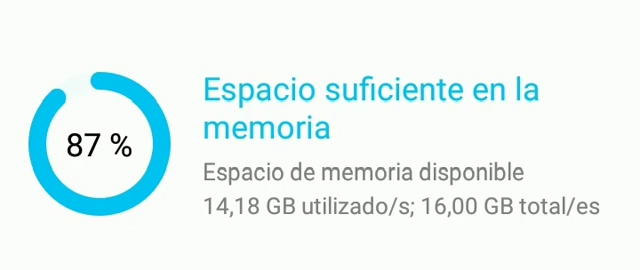 87 %
Espacio suficiente en la
memoria
Espacio de memoria disponible
14,18 GB utilizado/s; 16,00 GB total/es